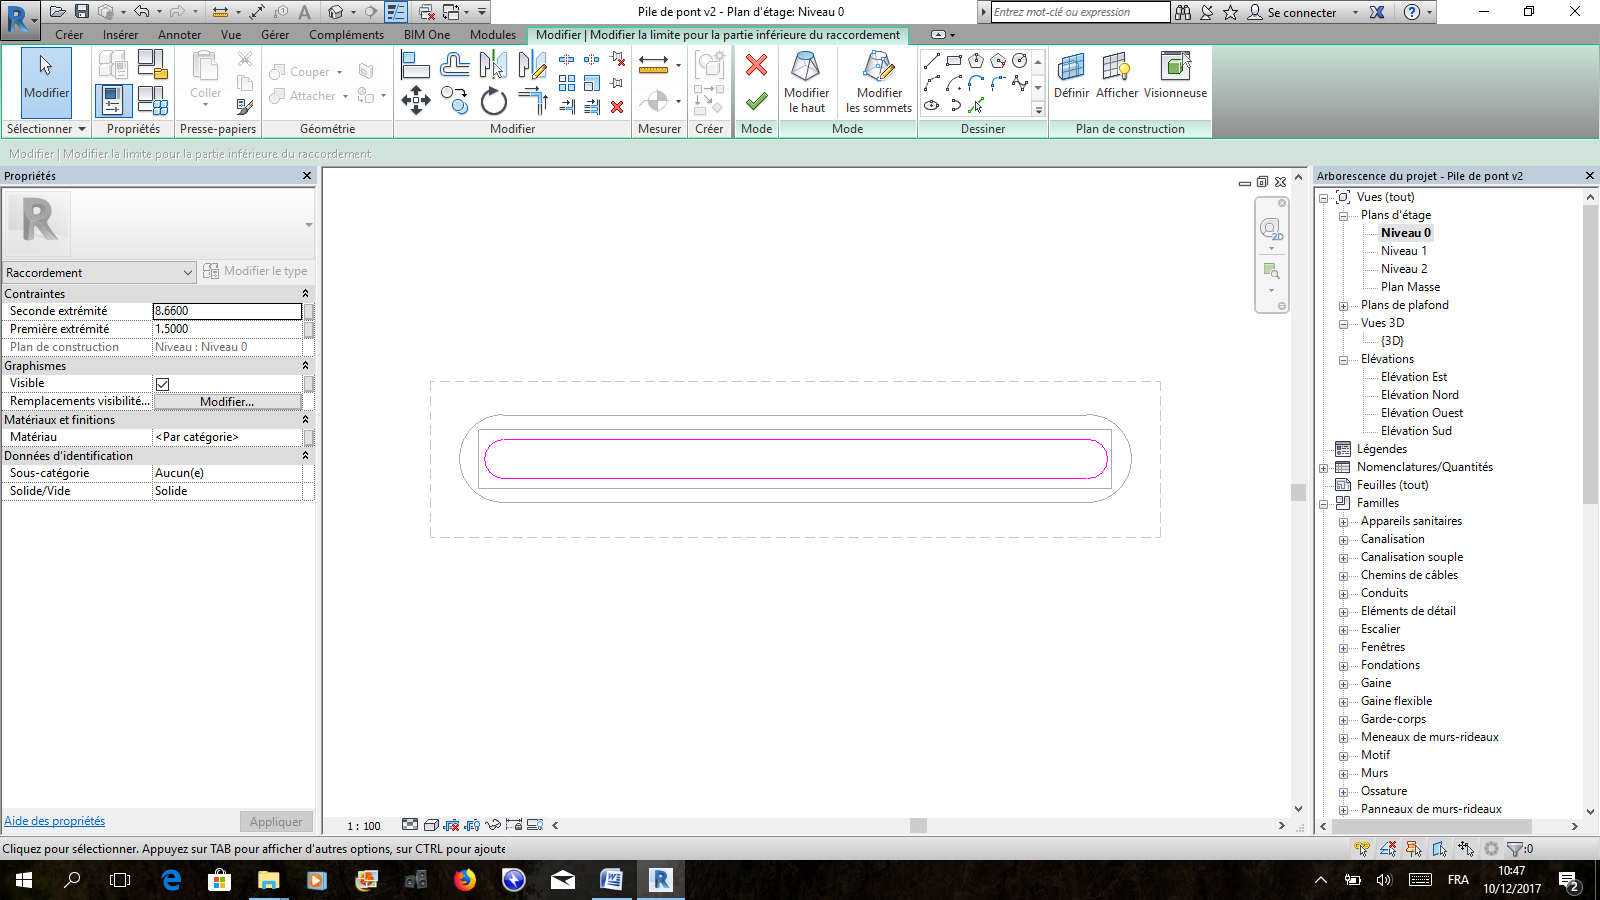 Pile de pont v2 - Plan d'étage: Niveau 0
Entrez mot-clé ou expression
Se connecter
Créer Insérer Annoter Vue Gérer Compléments BIM One Modules Modifier | Modifier la limite pour la partie inférieure du raccordement
Modifier
Coller
Couper
Attacher
Modifier le haut
Modifier les sommets
Définir Afficher Visionneuse
Sélectionner Propriétés Presse-papiers Géométrie Modifier Mesurer Créer Mode Mode Dessiner Plan de construction
Modifier | Modifier la limite pour la partie inférieure du raccordement
Propriétés
Raccordement
Modifier le type
Contraintes
Seconde extrémité 8.6600
Première extrémité 1.5000
Plan de construction Niveau : Niveau 0
Graphismes
Visible
Remplacements visibilité... Modifier...
Matériaux et finitions
Matériau <Par catégorie>
Données d'identification
Sous-catégorie Aucun(e)
Solide/Vide Solide
Aide des propriétés
Appliquer
2D
1 : 100
Arborescence du projet - Pile de pont v2
Vues (tout)
Plans d'étage
Niveau 0
Niveau 1
Niveau 2
Plan Masse
Plans de plafond
Vues 3D
{3D}
Elévations
Elévation Est
Elévation Nord
Elévation Ouest
Elévation Sud
Légendes
Nomenclatures/Quantités
Feuilles (tout)
Familles
Appareils sanitaires
Canalisation
Canalisation souple
Chemins de câbles
Conduits
Eléments de détail
Escalier
Fenêtres
Fondations
Gaine
Gaine flexible
Garde-corps
Meneaux de murs-rideaux
Motif
Murs
Ossature
Panneaux de murs-rideaux
Cliquez pour sélectionner. Appuyez sur TAB pour afficher d'autres options, sur CTRL pour ajoute
:0
FRA
10:47
10/12/2017
2